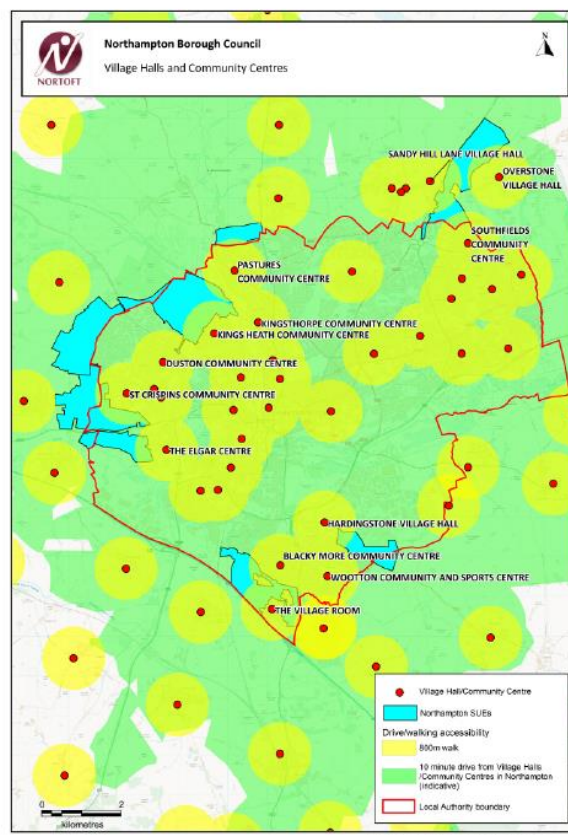 Northampton Borough Council
Village Halls and Community Centres
NORTOFT
N
SANDY HILL LANE VILLAGE HALL
OVERSTONE
VILLAGE HALL
SOUTHFIELDS
COMMUNITY
CENTRE
PASTURES
COMMUNITY CENTRE
KINGSTHORPE COMMUNITY CENTRE
KINGS HEATH COMMUNITY CENTRE
DUSTON COMMUNITY CENTRE
ST CRISPINS COMMUNITY CENTRE
THE ELGAR CENTRE
HARDINGSTONE VILLAGE HALL
BLACKY MORE COMMUNITY CENTRE
WOOTTON COMMUNITY AND SPORTS CENTRE
THE VILLAGE ROOM
Village Hall/Community Centre
Northampton SUEs
Drive/walking accessibility
800m walk
10 minute drive from Village Halls
/Community Centres in Northampton
(indicative)
Local Authority boundary
0 1 2
kilometres